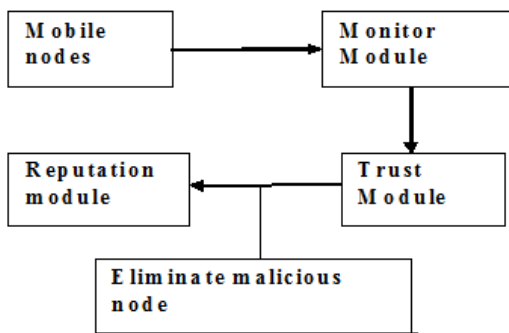 Mobile
nodes
Monitor
Module
Reputation
module
Trust
Module
Eliminate malicious
node